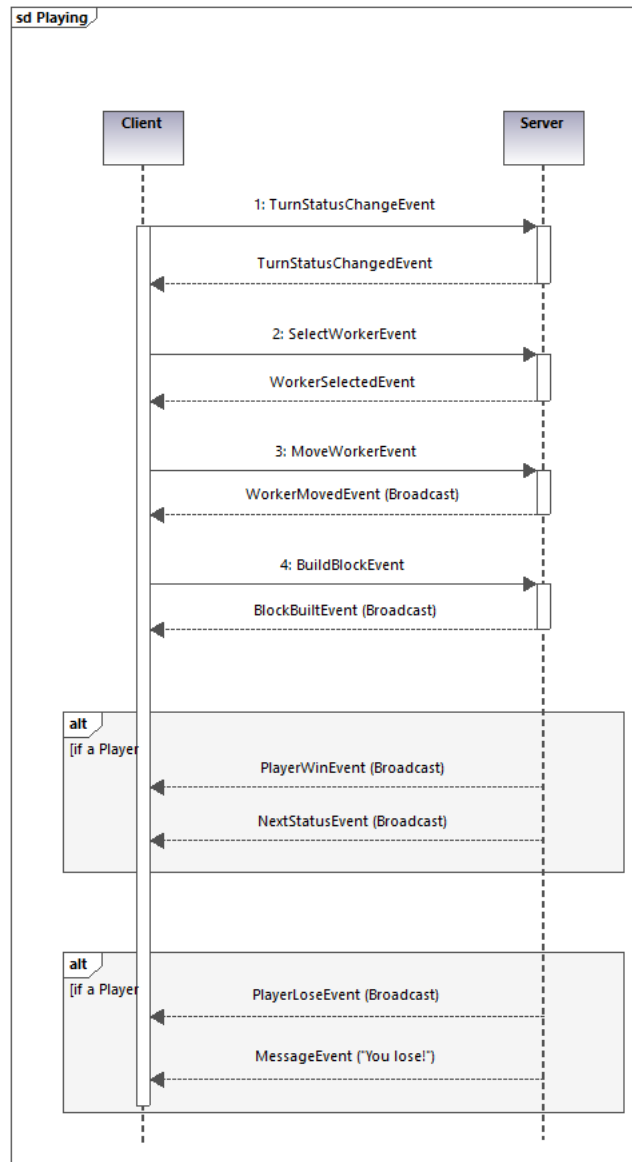 sd Playing
Client
Server
1: TurnStatusChangeEvent
TurnStatusChangedEvent
2: SelectWorkerEvent
WorkerSelectedEvent
3: MoveWorkerEvent
WorkerMovedEvent (Broadcast)
4: BuildBlockEvent
BlockBuiltEvent (Broadcast)
alt
[if a Player
PlayerWinEvent (Broadcast)
NextStatusEvent (Broadcast)
alt
[if a Player
PlayerLoseEvent (Broadcast)
MessageEvent ("You lose!")